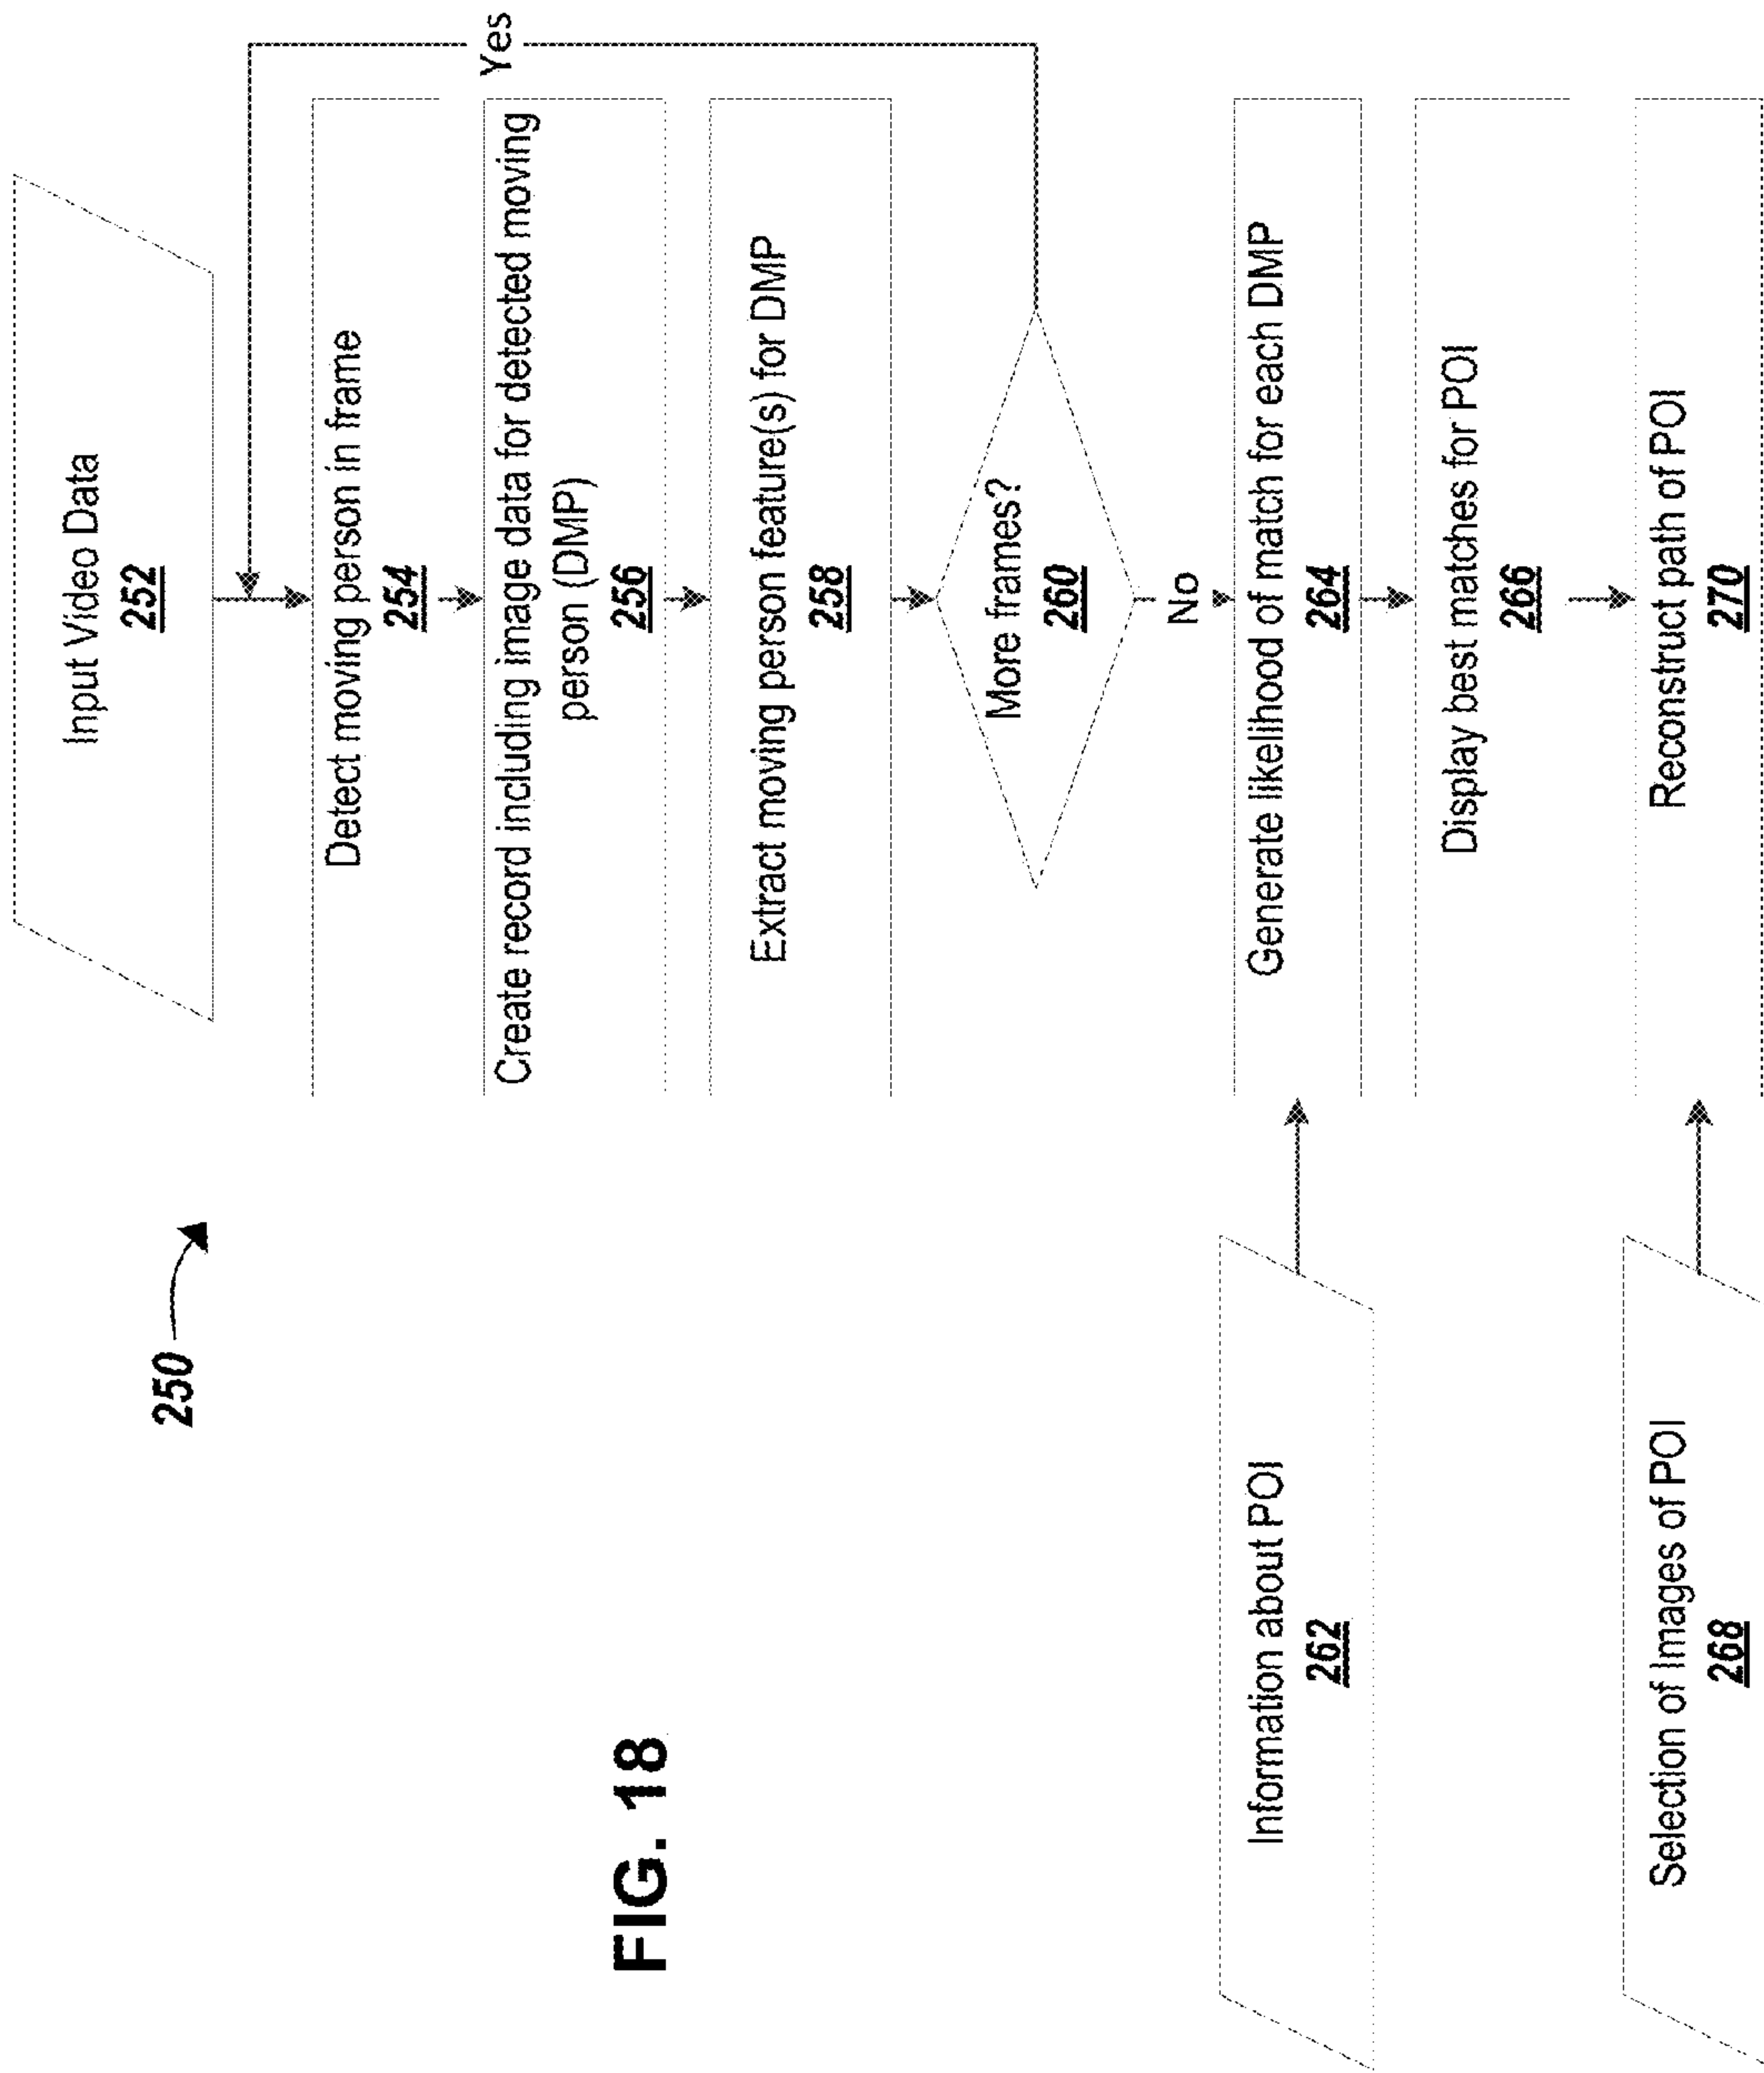 250
Input Video Data
252
Yes
Detect moving person in frame
254
Create record including image data for detected moving
person (DMP)
256
Extract moving person feature(s) for DMP
258
More frames?
260
No
Information about POI
262
Generate likelihood of match for each DMP
264
Display best matches for POI
266
Selection of Images of POI
268
Reconstruct path of POI
270
FIG. 18